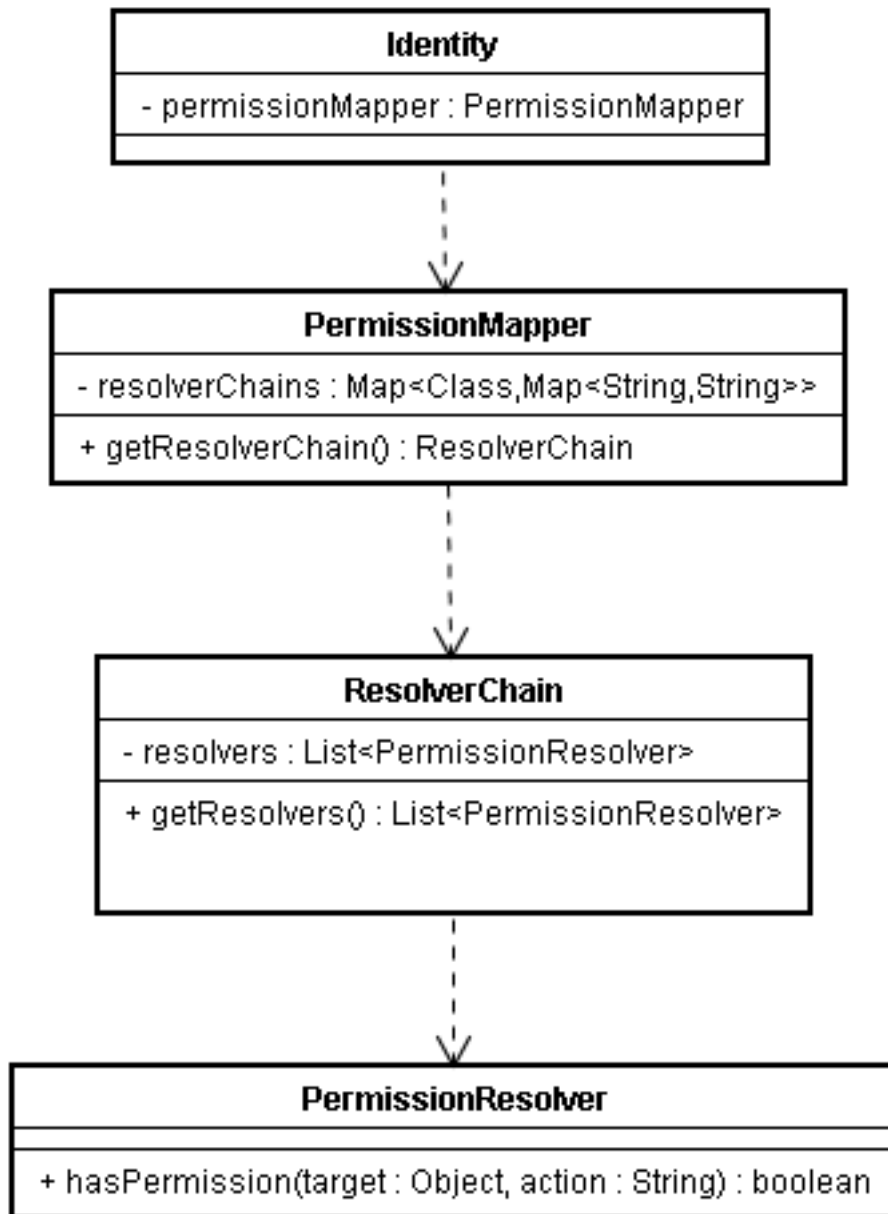 Identity
- permissionMapper : PermissionMapper
PermissionMapper
- resolverChains : Map<Class,Map<String,String>>
+ getResolverChain() : ResolverChain
ResolverChain
- resolvers : List<PermissionResolver>
+ getResolvers() : List<PermissionResolver>
PermissionResolver
+ hasPermission(target : Object, action : String) : boolean